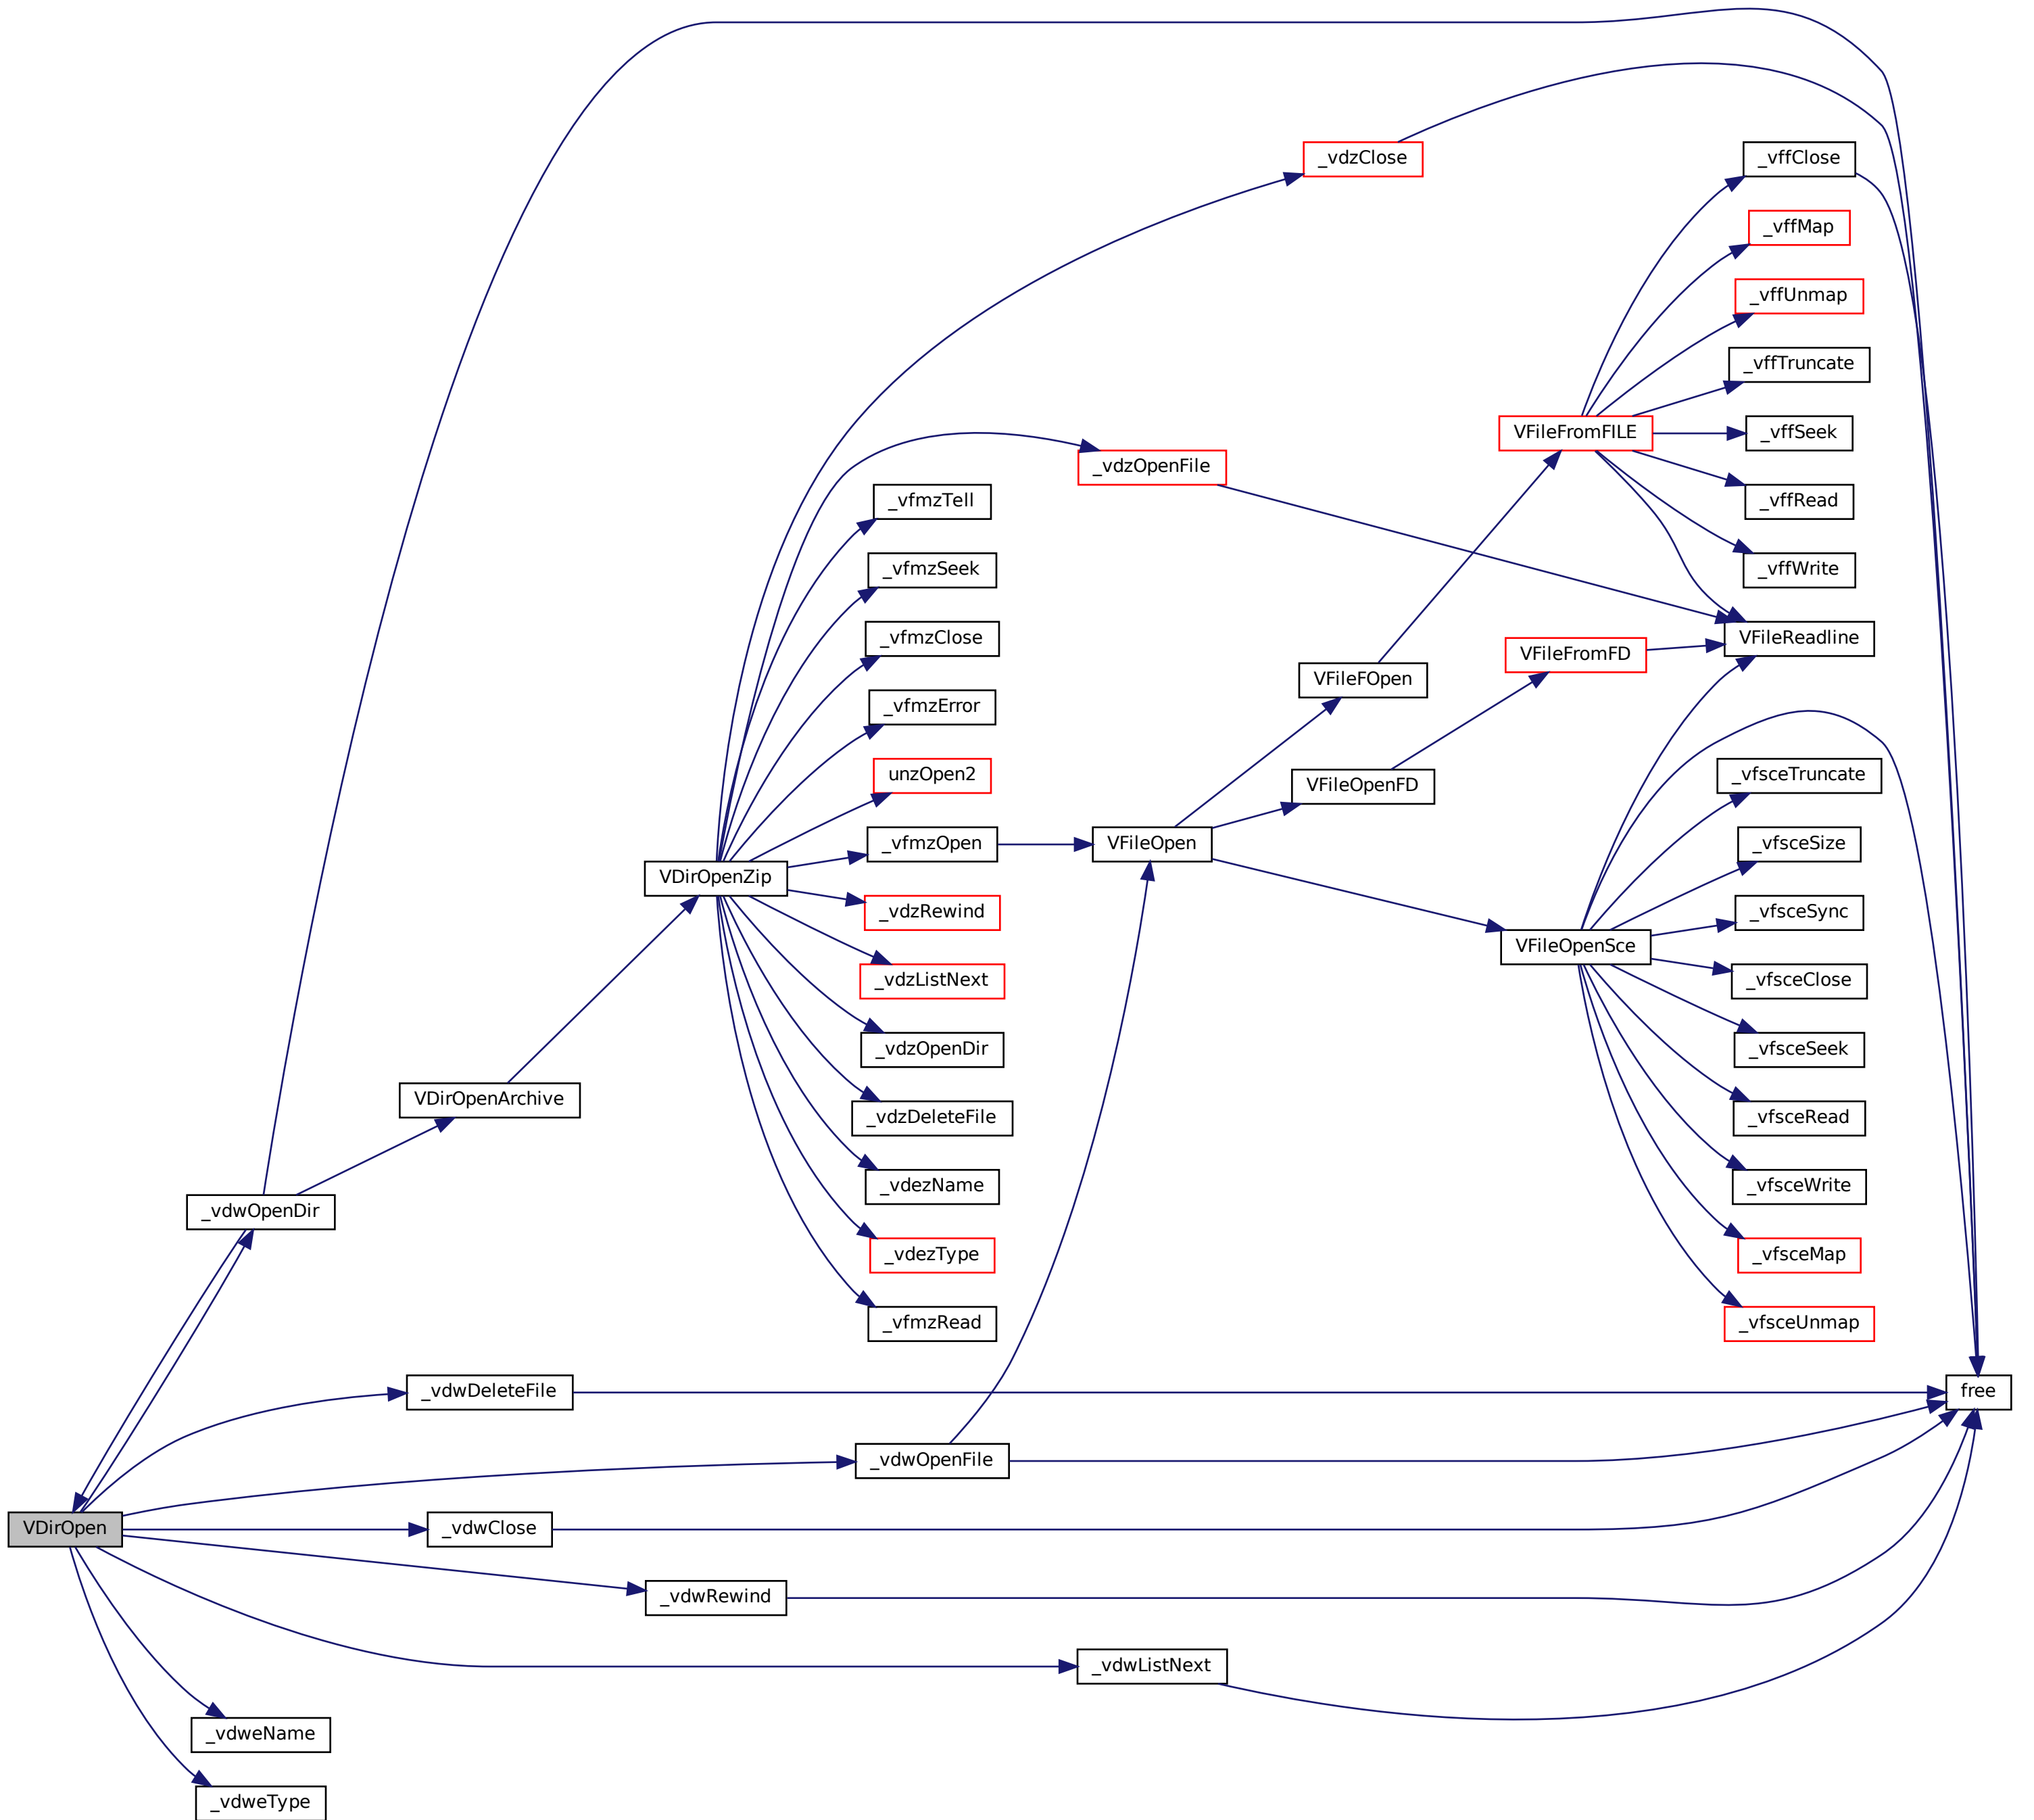 _vdzClose
_vffClose
_vffMap
_vffUnmap
_vffTruncate
VFileFromFILE
_vffSeek
_vdzOpenFile
_vfmzTell
_vffRead
_vfmzSeek
_vffWrite
_vfmzClose
VFileReadline
VFileFromFD
VFileFOpen
_vfmzError
unzOpen2
_vfsceTruncate
VFileOpenFD
_vfmzOpen
VFileOpen
_vfsceSize
VDirOpenZip
_vdzRewind
_vfsceSync
VFileOpenSce
_vdzListNext
_vfsceClose
_vdzOpenDir
_vfsceSeek
VDirOpenArchive
_vdzDeleteFile
_vfsceRead
_vdezName
_vfsceWrite
_vdwOpenDir
_vdezType
_vfsceMap
_vfmzRead
_vfsceUnmap
_vdwDeleteFile
free
_vdwOpenFile
VDirOpen
_vdwClose
_vdwRewind
_vdwListNext
_vdweName
_vdweType